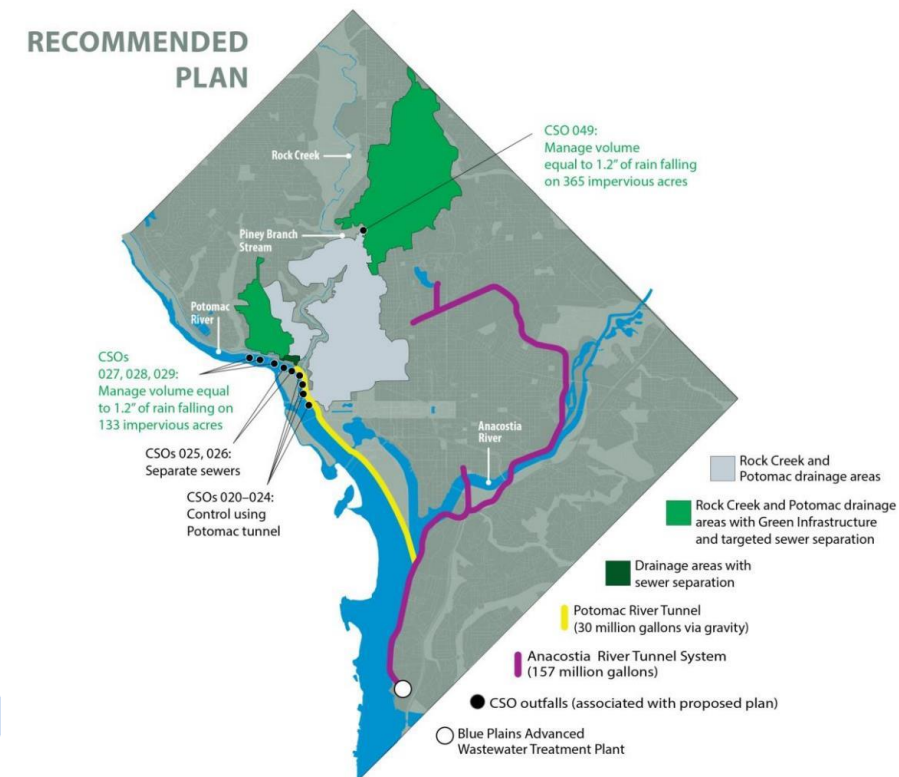 RECOMMENDED
PLAN
CSO 049:
Manage volume
equal to 1.2” of rain falling
on 365 impervious acres
Rock Creek
Piney Branch
Stream
Potomac
River
CSOs
027, 028, 029:
Manage volume equal
to 1.2” of rain falling on
133 impervious acres
CSOs 025, 026:
Separate sewers
CSOs 020–024:
Control using
Potomac tunnel
Anacostia
River
Rock Creek and
Potomac drainage areas
Rock Creek and Potomac drainage
areas with Green Infrastructure
and targeted sewer separation
Drainage areas with
sewer separation
Potomac River Tunnel
(30 million gallons via gravity)
Anacostia River Tunnel System
(157 million gallons)
CSO outfalls (associated with proposed plan)
Blue Plains Advanced
Wastewater Treatment Plant